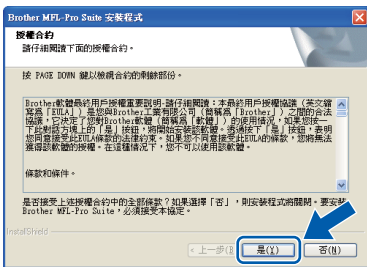 Brother MFL-Pro Suite 安裝程式
授權合約
請仔細閱讀下面的授權合約。
按 PAGE DOWN 鍵以檢視合約的剩餘部份。
Brother軟體最終用戶授權重要說明-請仔細閱讀：本最終用戶授權協議（英文縮
寫爲「EULA」）是您與Brother工業有限公司（簡稱爲「Brother」）之間的合法
協議，它決定了您對Brother軟體（簡稱爲「軟體」）的使用情況，如果您按一
下此對話方塊上的「是」按鈕，將開始安裝該軟體。透過按下「是」按鈕，表明
您同意接受此EULA條款的法律約束。如果您不同意接受此EULA的條款，您將無法
獲得該軟體的授權。在這種情況下，您不可以使用該軟體。
條款和條件。
是否接受上述授權合約中的全部條款？如果選擇「否」，則安裝程式將關閉。要安裝
Brother MFL-Pro Suite，必須接受本協定。
InstallShield
< 上一步(B)
是(Y)
否(N)